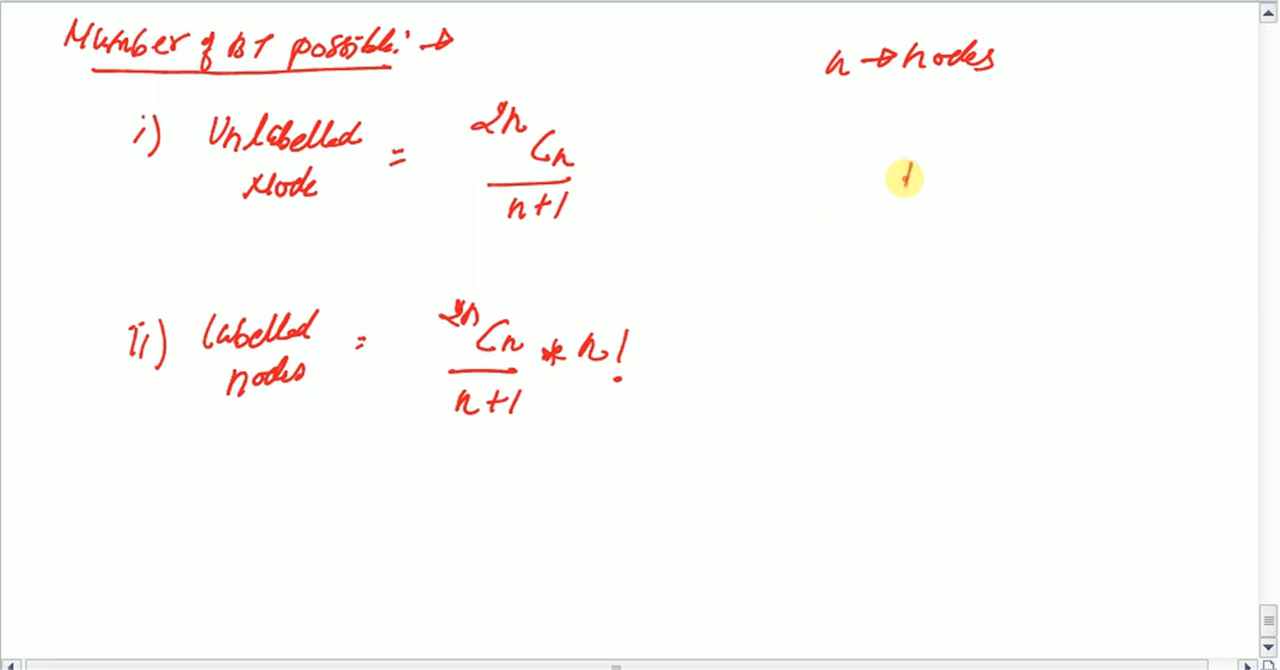 Number of BT possible: →
n → nodes
i) Unlabelled Node = 2nCn / n+1
ii) Labelled nodes = 2nCn / n+1 * n!